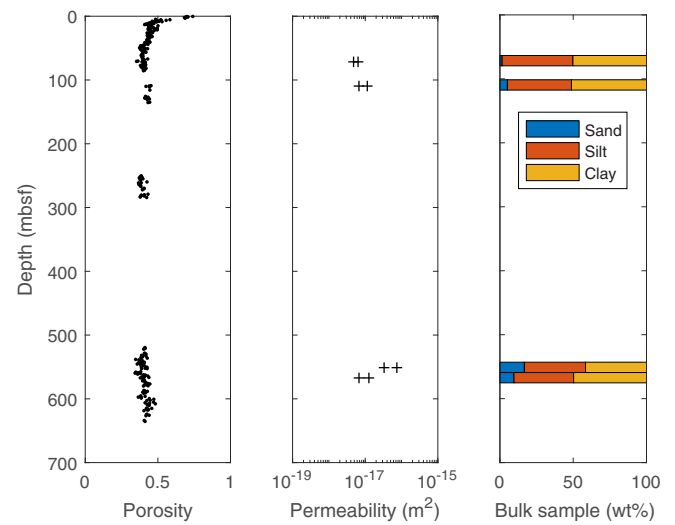 0
100
200
300
400
500
600
700
Depth (mbsf)
0 0.5 1
Porosity
10^-19 10^-17 10^-15
Permeability (m^2)
Sand
Silt
Clay
0 50 100
Bulk sample (wt%)